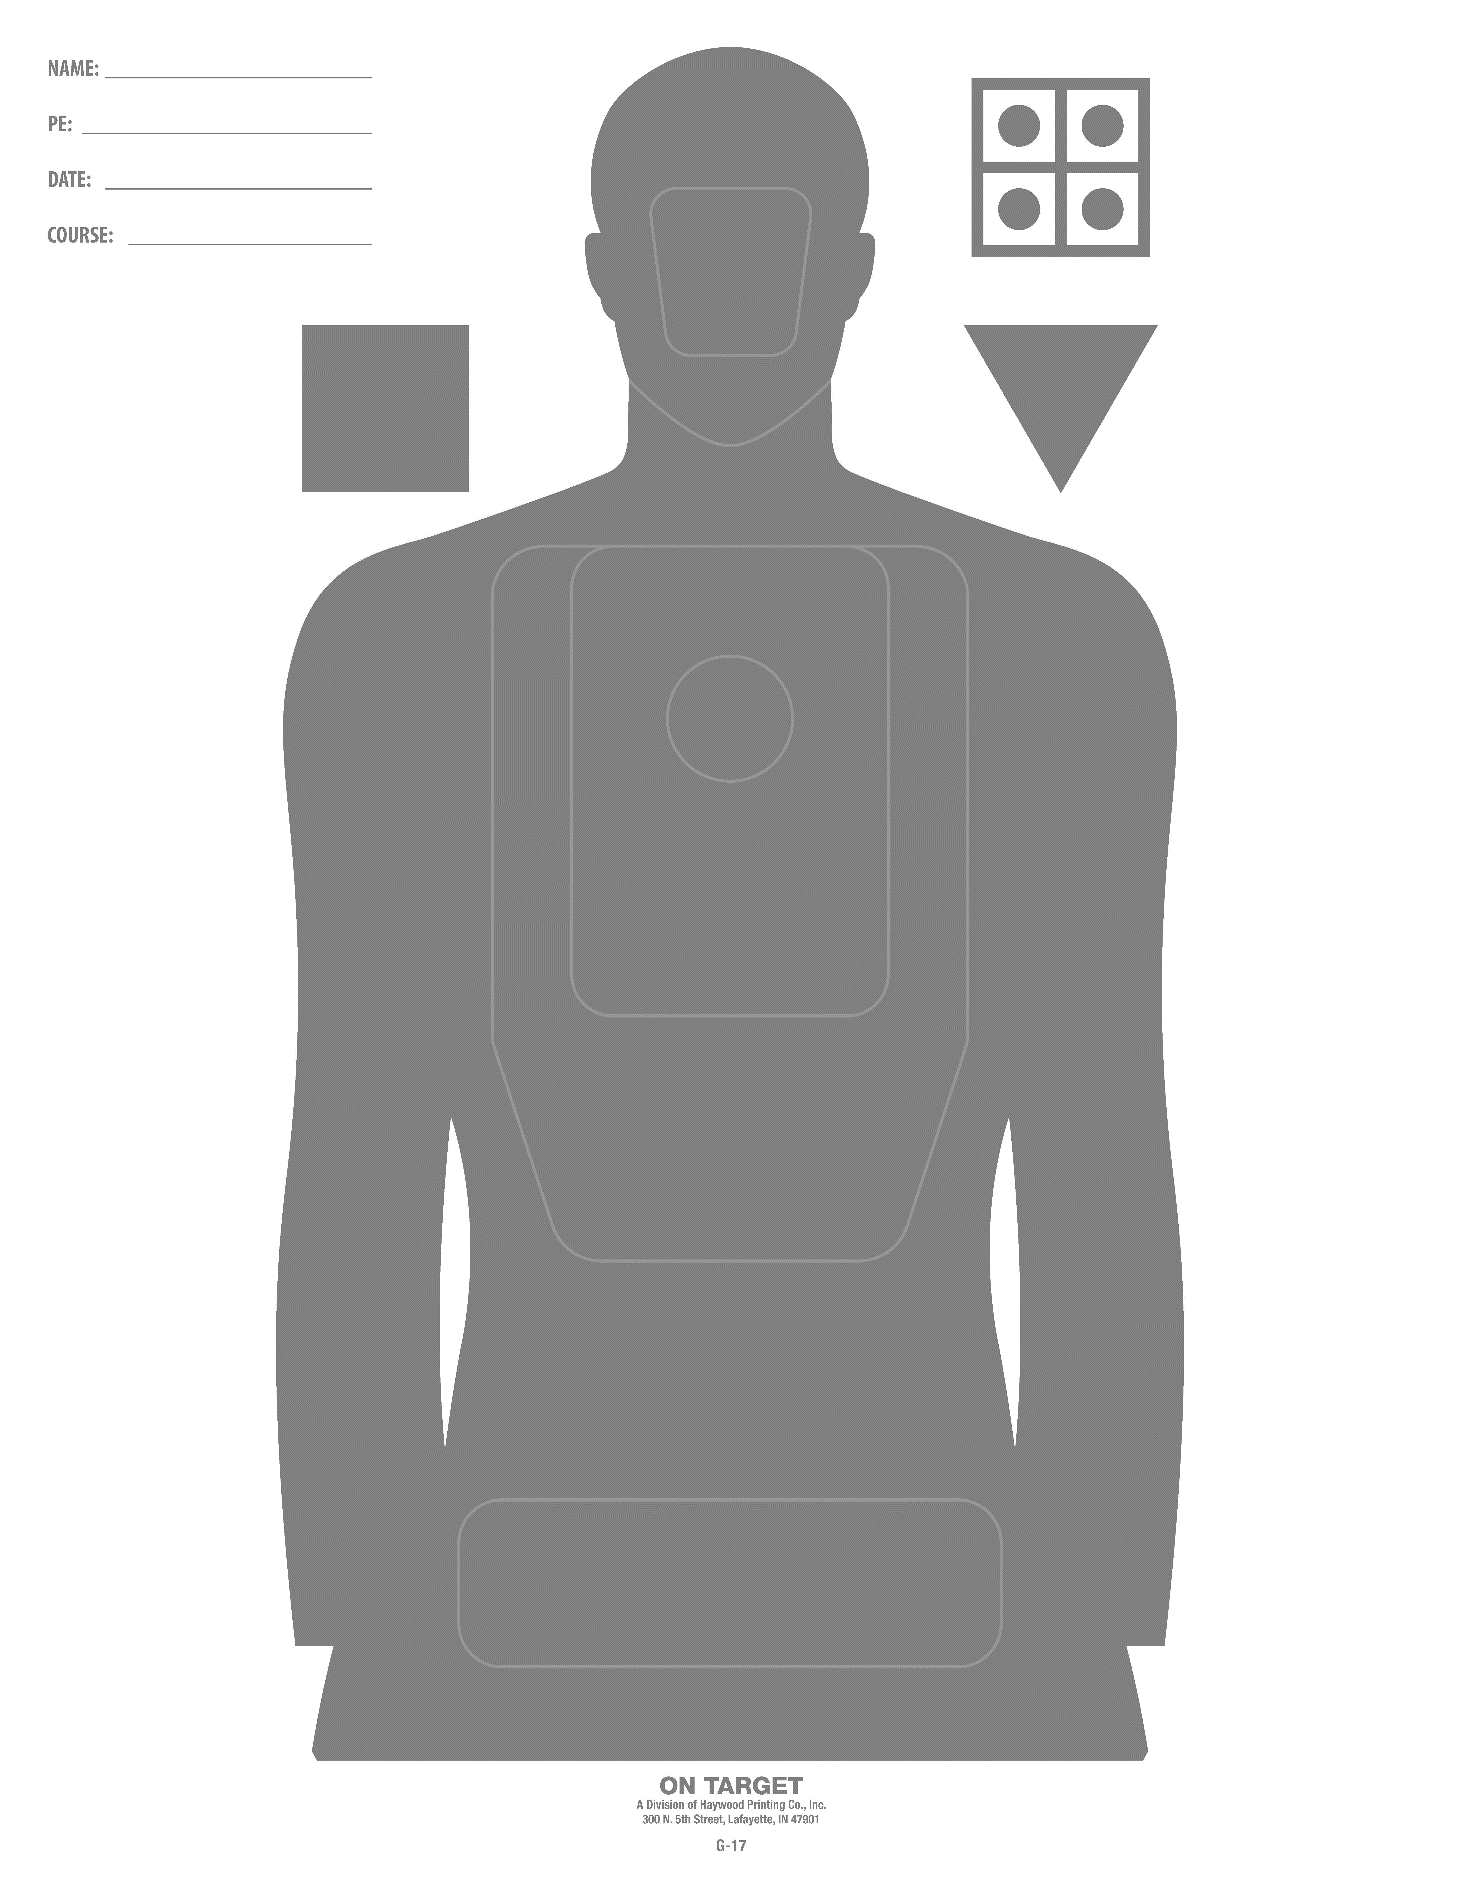 NAME:
PE:
DATE:
COURSE:
ON TARGET
A Division of Haywood Printing Co., Inc.
300 N. 5th Street, Lafayette, IN 47901
G-17